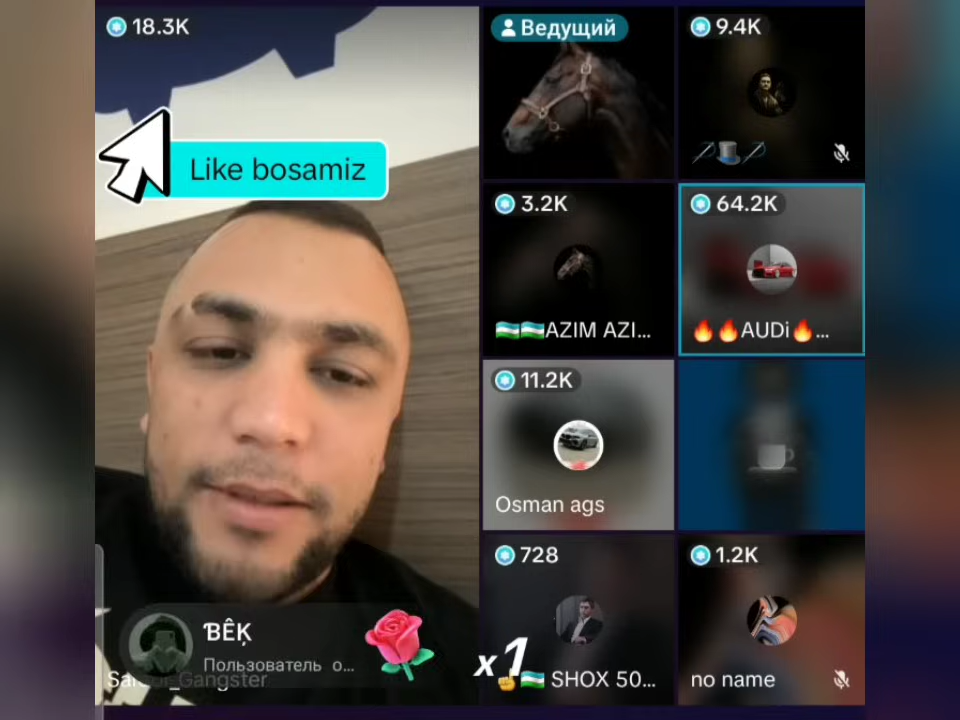 18.3K
Like bosamiz
ƁÊĶ
Пользователь о...
x1
Ведущий
9.4K
3.2K
AZIM AZI...
64.2K
AUDi...
11.2K
Osman ags
728
SHOX 50...
1.2K
no name